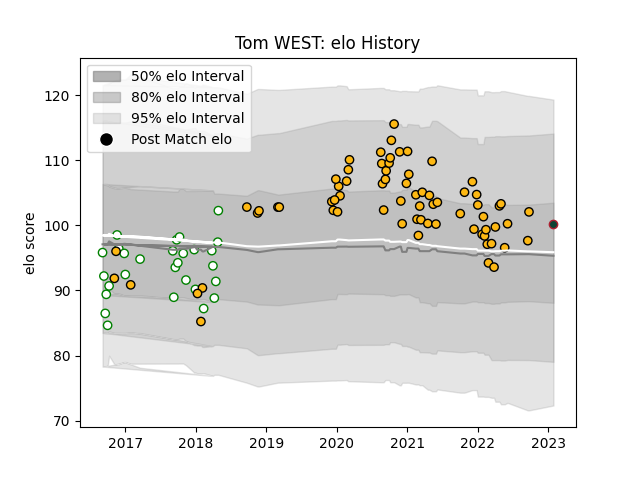 Tom WEST: elo History
50% elo Interval
80% elo Interval
95% elo Interval
Post Match elo
elo score
120
110
100
90
80
70
2017 2018 2019 2020 2021 2022 2023